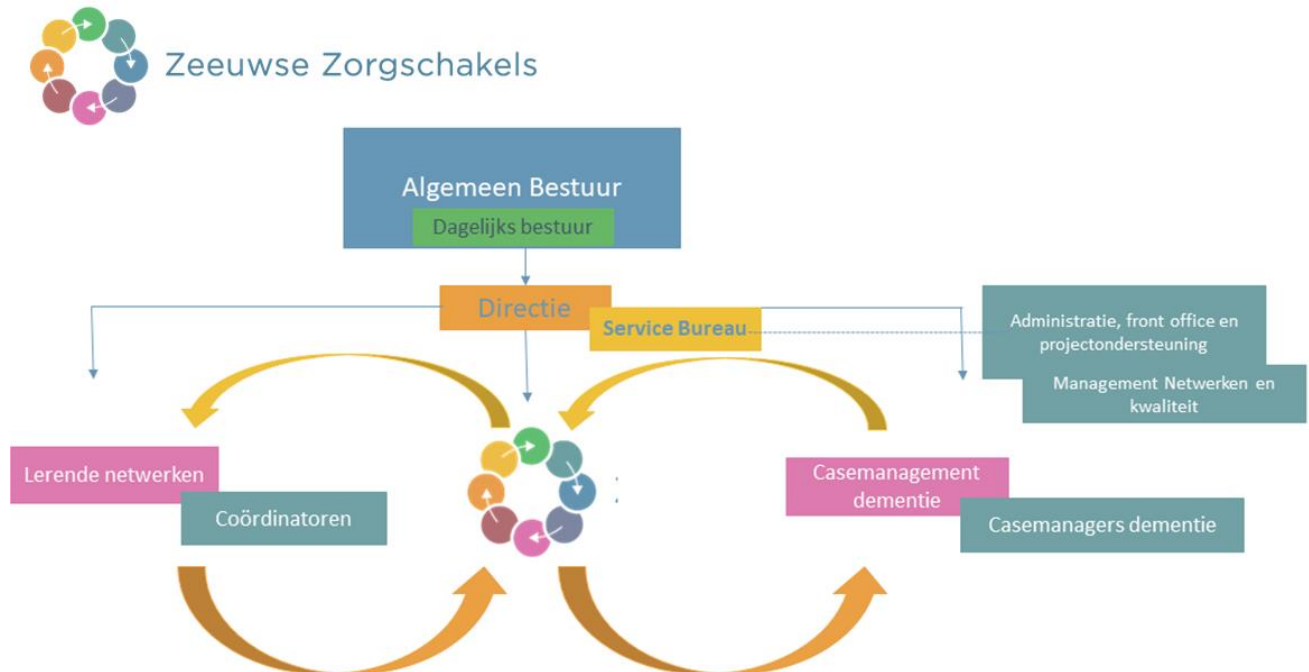 Zeeuwse Zorgschakels
Algemeen Bestuur
Dagelijks bestuur
Directie
Service Bureau
Administratie, front office en
projectondersteuning
Management Netwerken en
kwaliteit
Lerende netwerken
Coördinatoren
Casemanagement
dementie
Casemanagers dementie